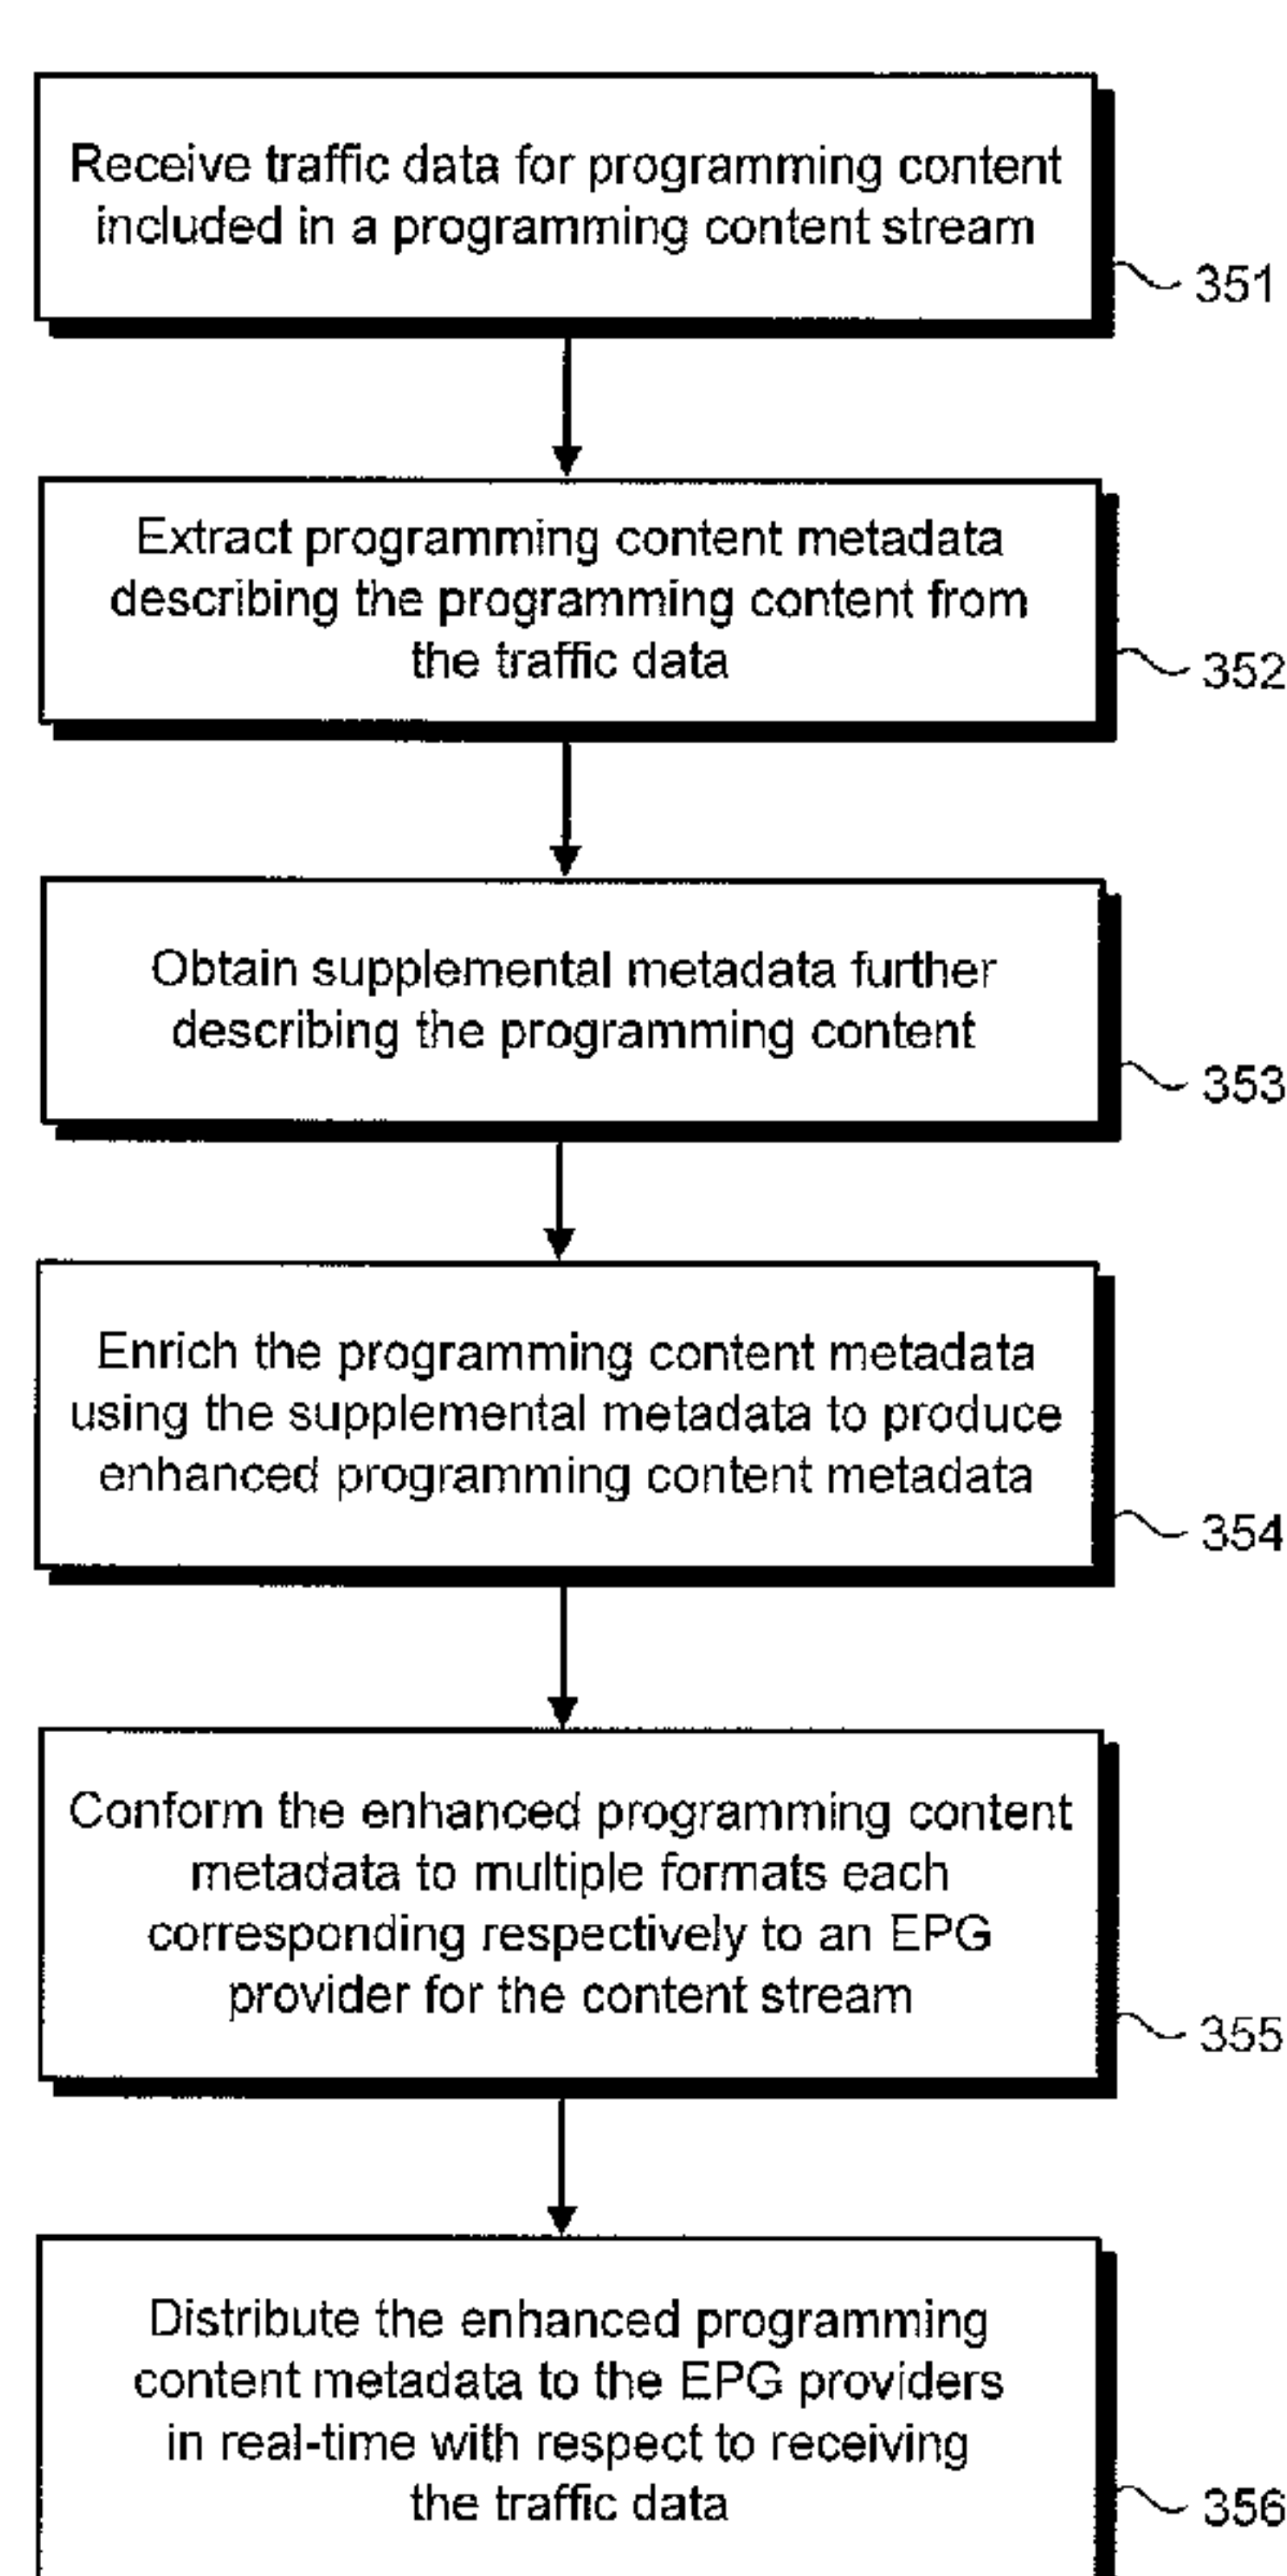 Receive traffic data for programming content
included in a programming content stream
351
Extract programming content metadata
describing the programming content from
the traffic data
352
Obtain supplemental metadata further
describing the programming content
353
Enrich the programming content metadata
using the supplemental metadata to produce
enhanced programming content metadata
354
Conform the enhanced programming content
metadata to multiple formats each
corresponding respectively to an EPG
provider for the content stream
355
Distribute the enhanced programming
content metadata to the EPG providers
in real-time with respect to receiving
the traffic data
356